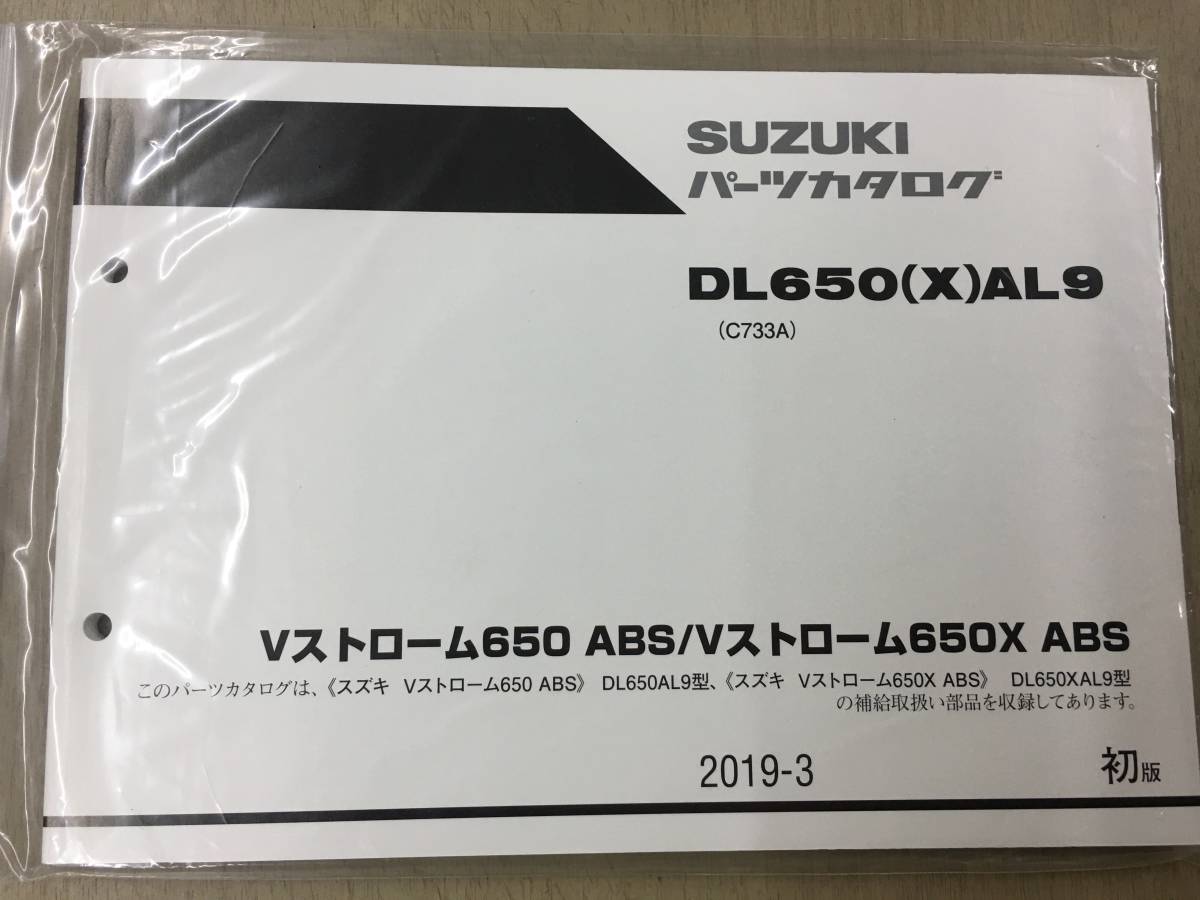 SUZUKI
パーツカタログ
DL650(X)AL9
(C733A)
Vストローム650 ABS/Vストローム650X ABS
このパーツカタログは、《スズキ Vストローム650 ABS》 DL650AL9型、《スズキ Vストローム650X ABS》 DL650XAL9型
の補給取扱い部品を収録してあります。
2019-3 初版